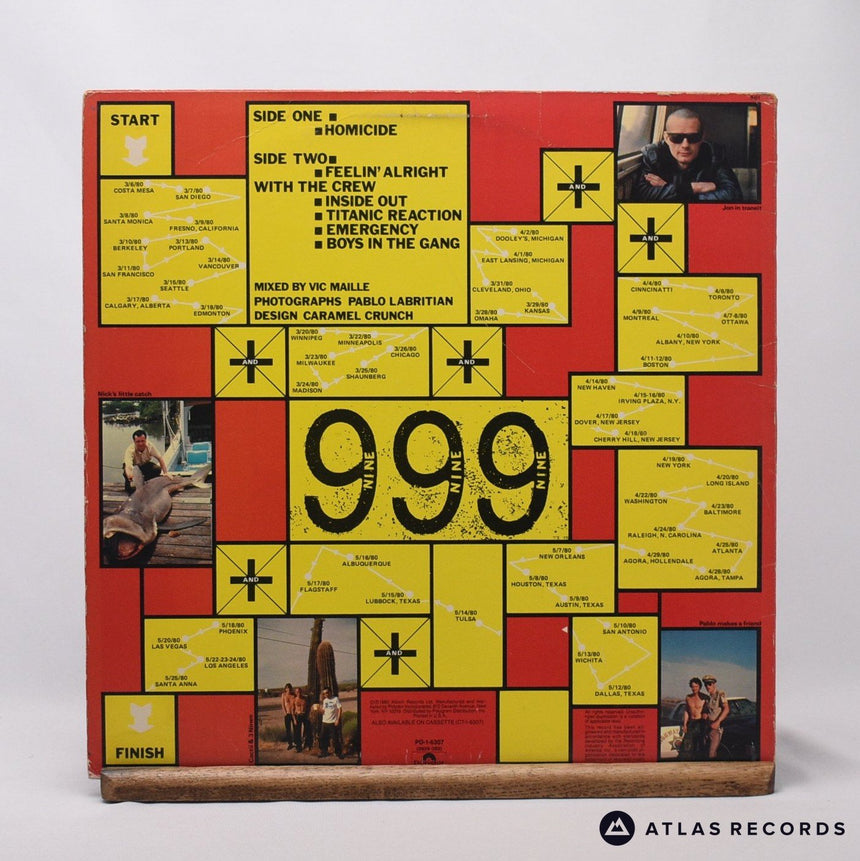 START
SIDE ONE
HOMICIDE
SIDE TWO
FEELIN' ALRIGHT
WITH THE CREW
INSIDE OUT
TITANIC REACTION
EMERGENCY
BOYS IN THE GANG
MIXED BY VIC MAILLE
PHOTOGRAPHS PABLO LABRITIAN
DESIGN CARAMEL CRUNCH
Jon in transit
AND
AND
3/6/80
COSTA MESA
3/7/80
SAN DIEGO
3/8/80
SANTA MONICA
3/9/80
FRESNO, CALIFORNIA
3/10/80
BERKELEY
3/13/80
PORTLAND
3/11/80
SAN FRANCISCO
3/14/80
VANCOUVER
3/16/80
SEATTLE
3/17/80
CALGARY, ALBERTA
3/19/80
EDMONTON
4/2/80
DOOLEY'S, MICHIGAN
4/1/80
EAST LANSING, MICHIGAN
3/31/80
CLEVELAND, OHIO
3/29/80
KANSAS
3/28/80
OMAHA
4/4/80
CINNCINATTI
4/6/80
TORONTO
4/9/80
MONTREAL
4/7-8/80
OTTAWA
4/10/80
ALBANY, NEW YORK
4/11-12/80
BOSTON
AND
3/20/80
WINNIPEG
3/22/80
MINNEAPOLIS
3/23/80
MILWAUKEE
3/26/80
CHICAGO
3/25/80
SHAUNBERG
3/24/80
MADISON
AND
4/14/80
NEW HAVEN
4/15-16/80
IRVING PLAZA, N.Y.
4/17/80
DOVER, NEW JERSEY
4/18/80
CHERRY HILL, NEW JERSEY
Nick's little catch
999
NINE
NINE
NINE
4/19/80
NEW YORK
4/20/80
LONG ISLAND
4/22/80
WASHINGTON
4/23/80
BALTIMORE
4/24/80
RALEIGH, N. CAROLINA
4/25/80
ATLANTA
4/29/80
AGORA, HOLLENDALE
4/26/80
AGORA, TAMPA
AND
5/16/80
ALBUQUERQUE
5/17/80
FLAGSTAFF
5/15/80
LUBBOCK, TEXAS
5/14/80
TULSA
5/7/80
NEW ORLEANS
5/8/80
HOUSTON, TEXAS
5/9/80
AUSTIN, TEXAS
5/18/80
PHOENIX
5/20/80
LAS VEGAS
5/22-23-24/80
LOS ANGELES
5/25/80
SANTA ANNA
AND
5/10/80
SAN ANTONIO
5/13/80
WICHITA
5/12/80
DALLAS, TEXAS
Pablo makes a friend
FINISH
ALSO AVAILABLE ON CASSETTE (CT-1-6307)
PD-1-6307
ATLAS RECORDS